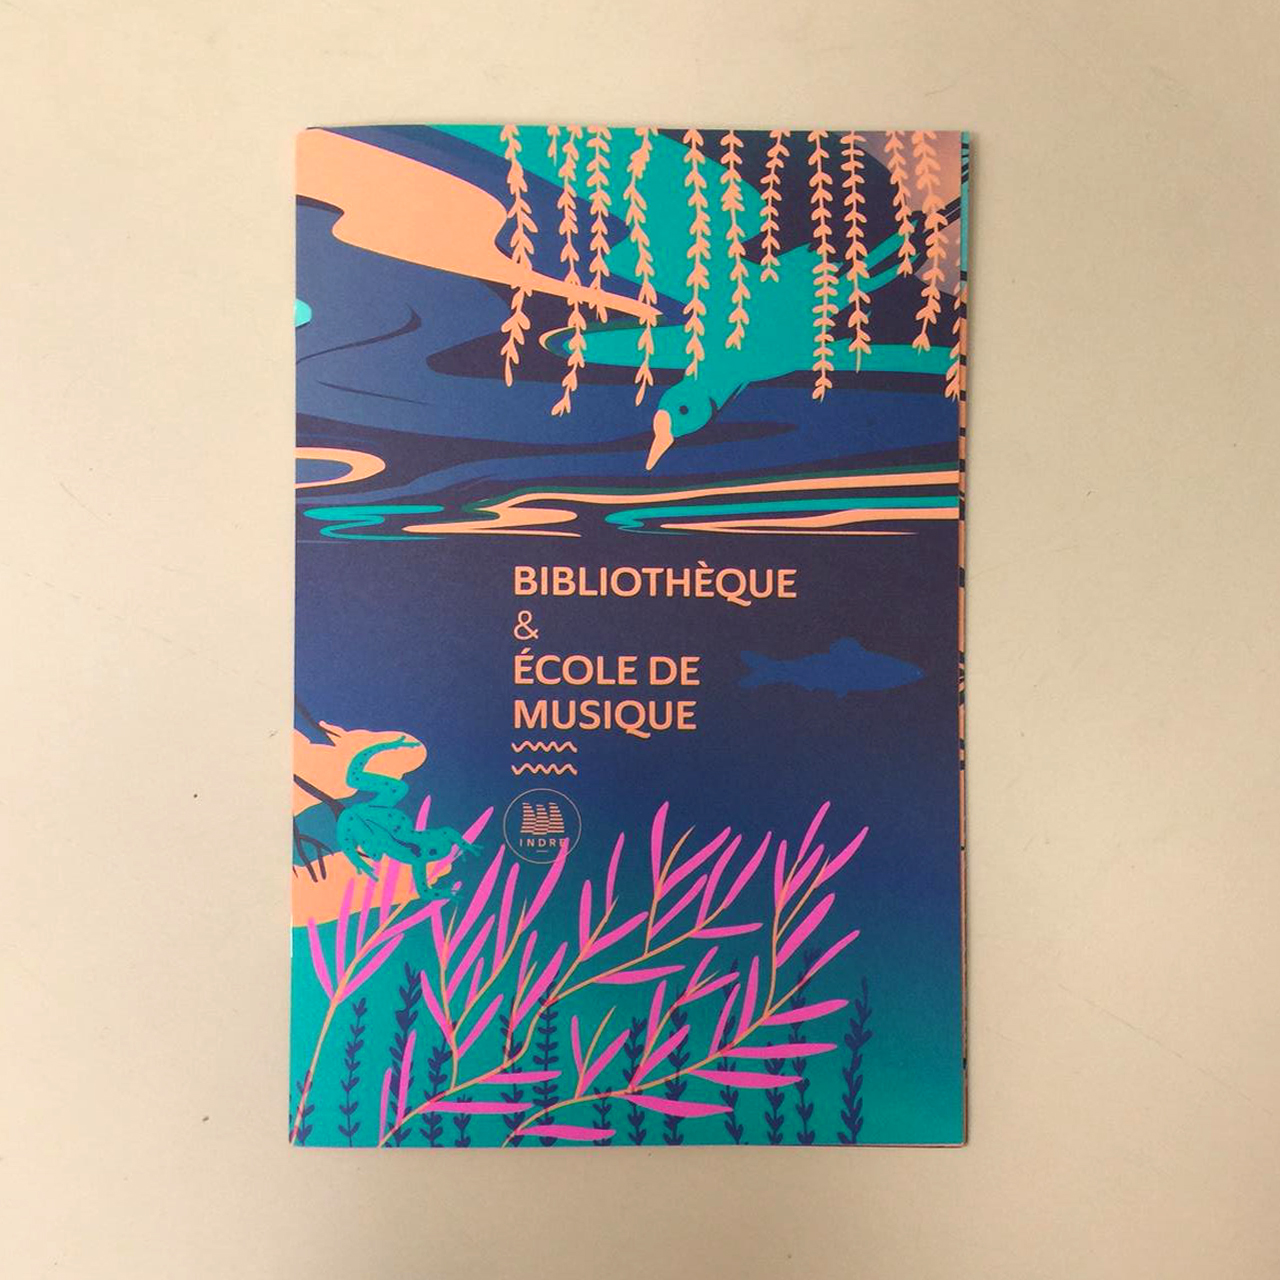 BIBLIOTHÈQUE
&
ÉCOLE DE
MUSIQUE
INDRE